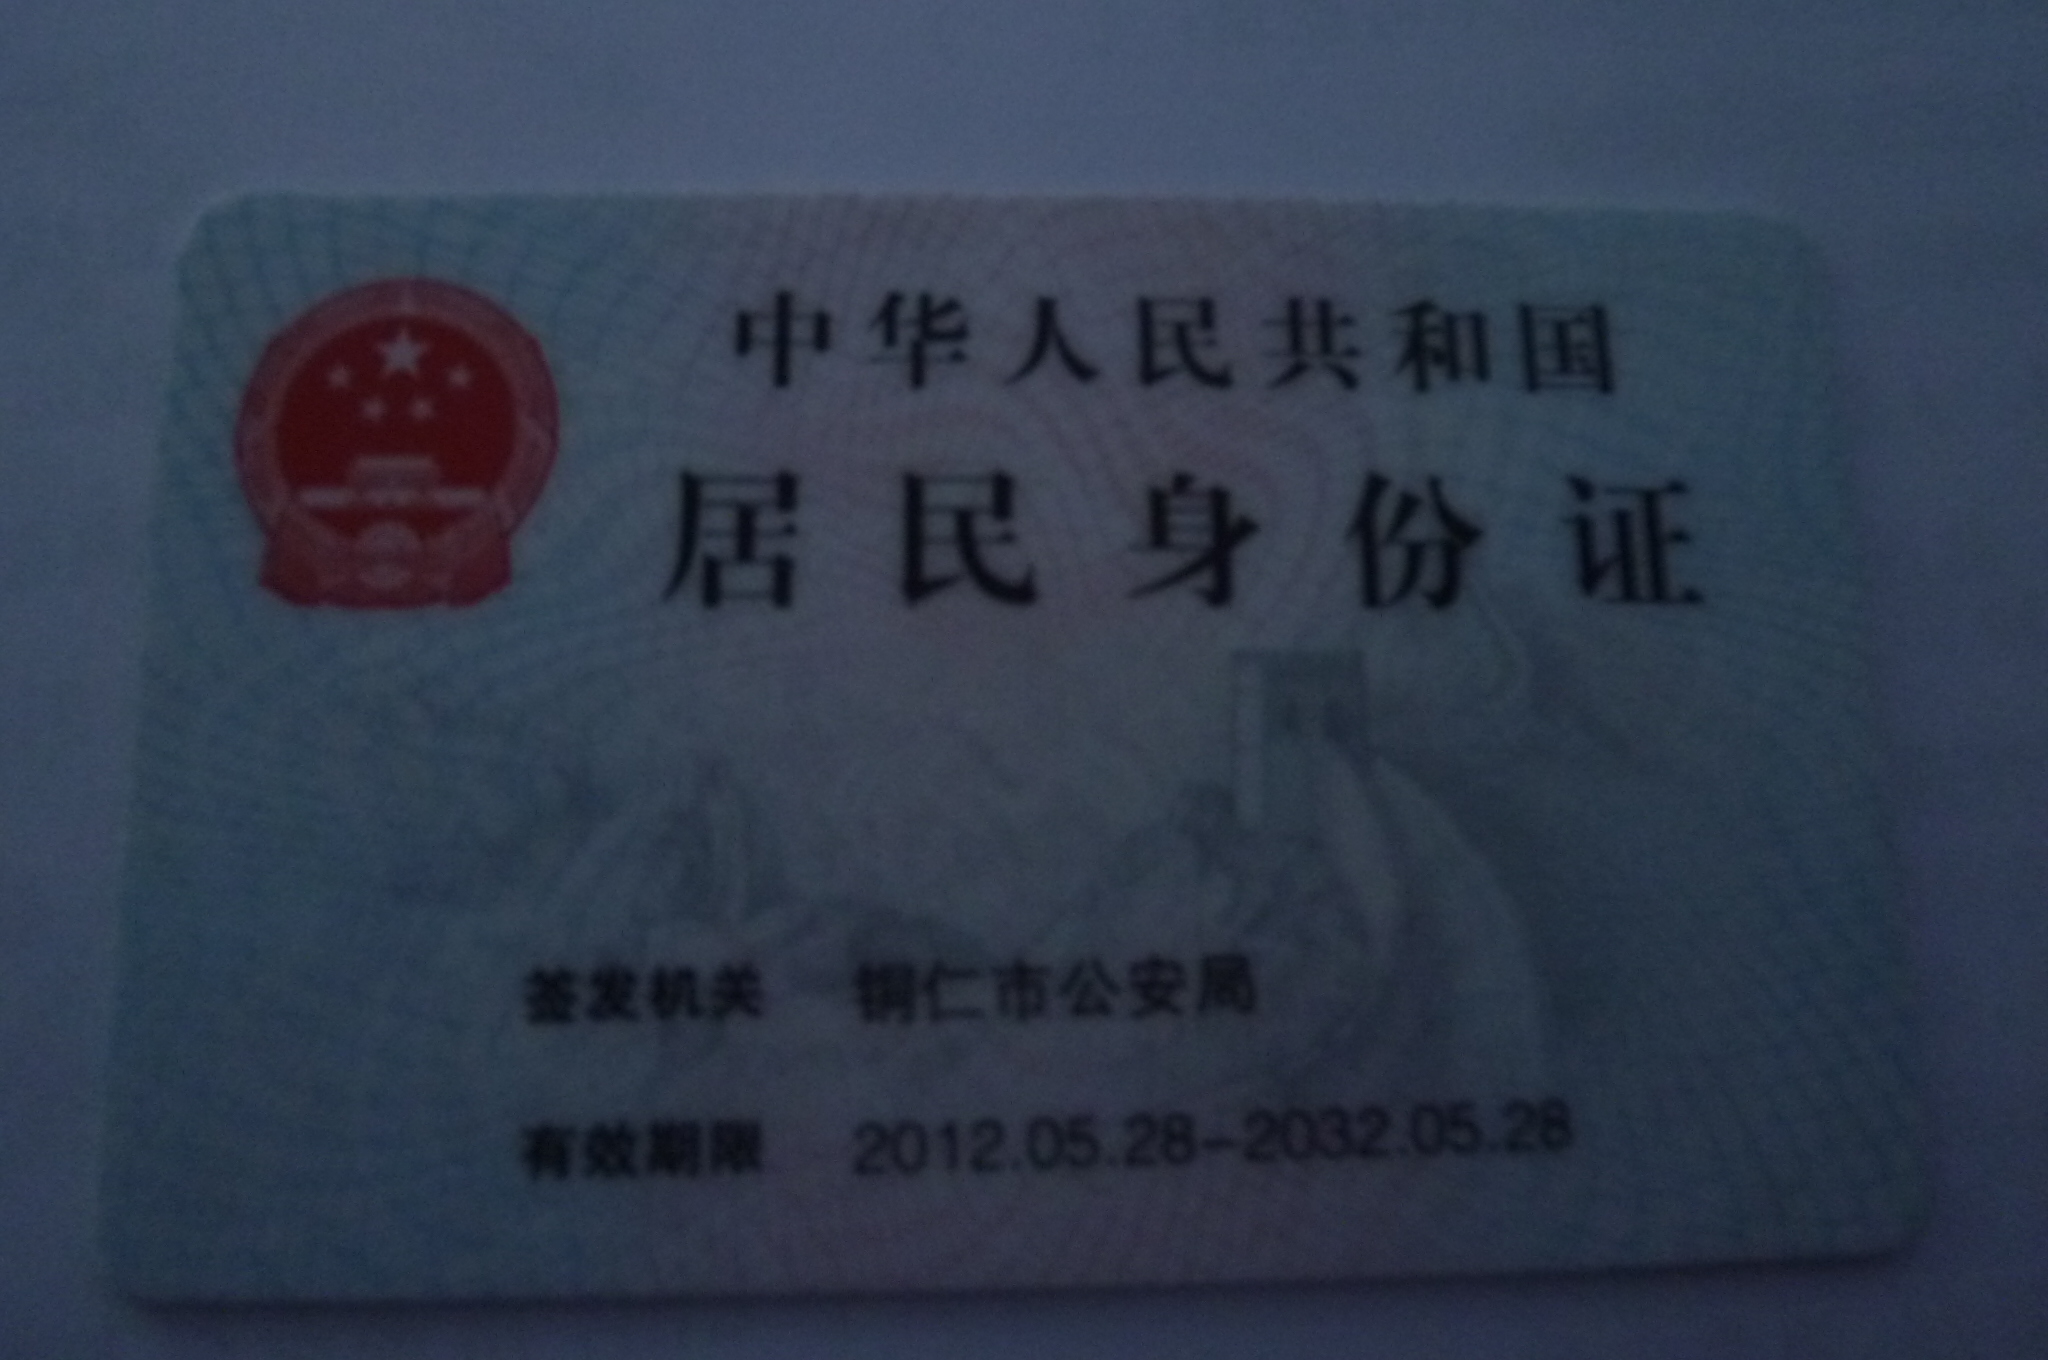 中华人民共和国
居民身份证
签发机关 铜仁市公安局
有效期限 2012.05.28-2032.05.28